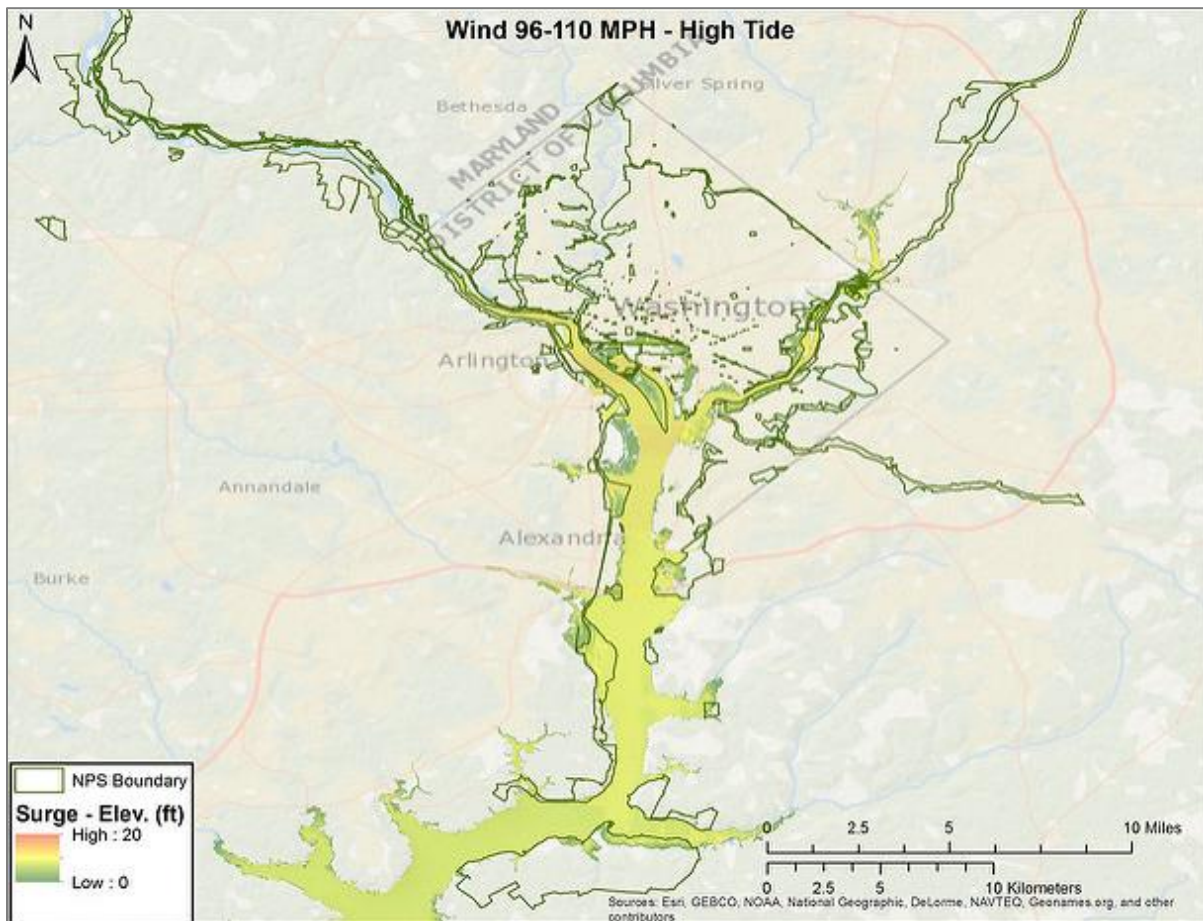 Wind 96-110 MPH - High Tide
N
Silver Spring
Bethesda
MARYLAND
DISTRICT OF COLUMBIA
Washington
Arlington
Annandale
Alexandria
Burke
NPS Boundary
Surge - Elev. (ft)
High : 20
Low : 0
0 2.5 5 10 Miles
0 2.5 5 10 Kilometers
Sources: Esri, GEBCO, NOAA, National Geographic, DeLorme, NAVTEQ, Geonames.org, and other
contributors